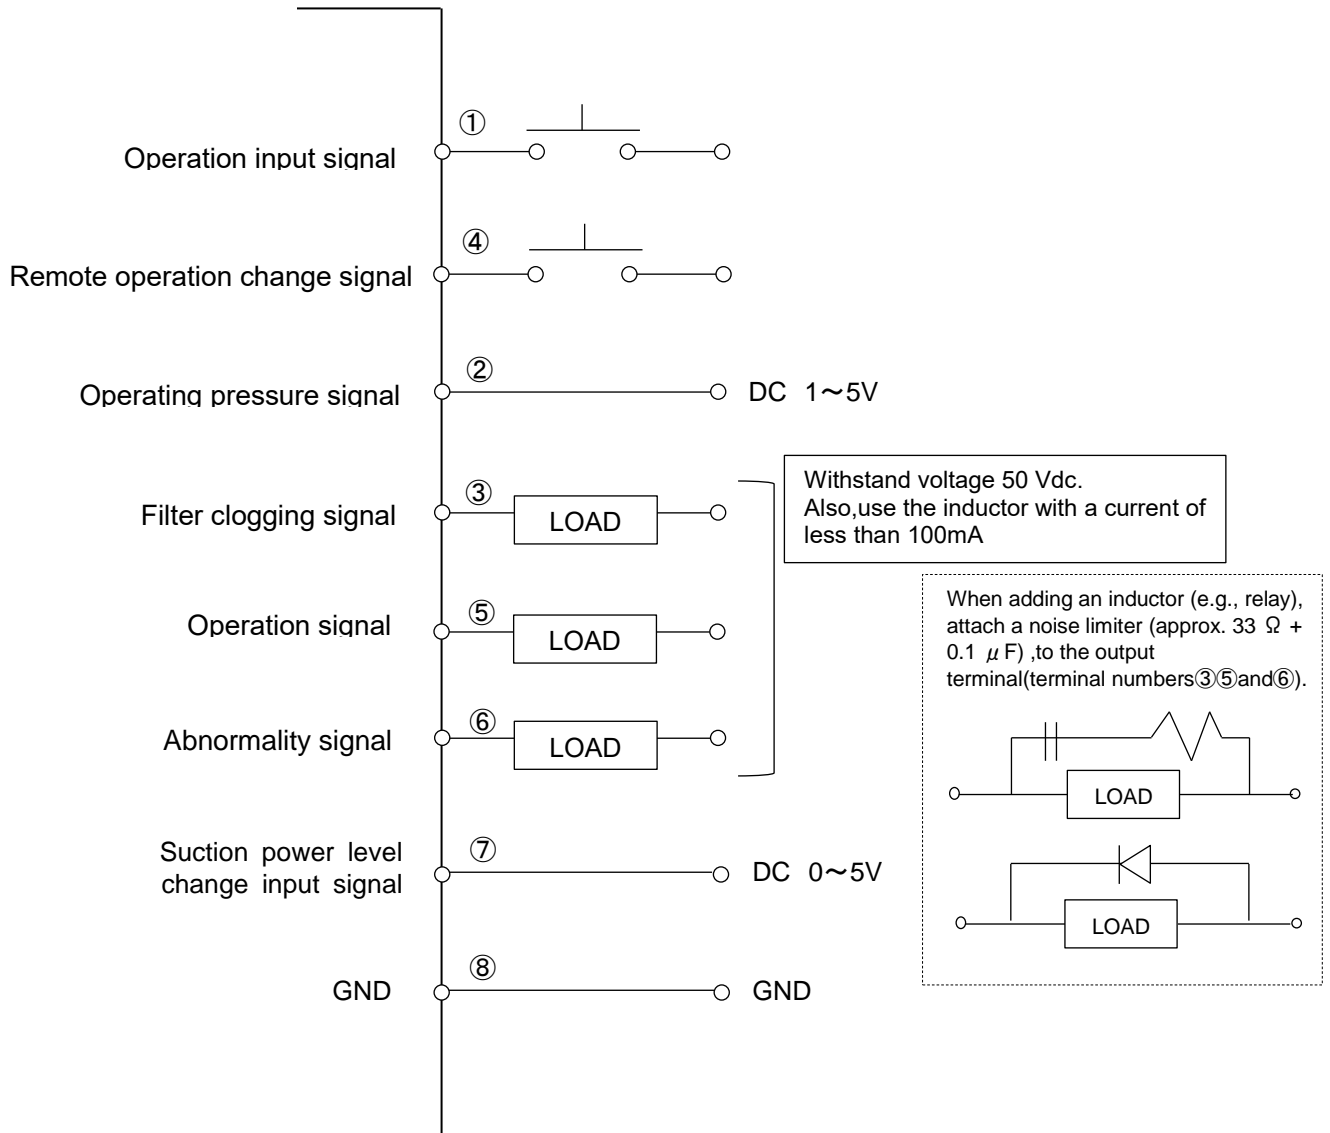 ①
Operation input signal
④
Remote operation change signal
②
Operating pressure signal
DC 1～5V
③
Filter clogging signal
LOAD
Withstand voltage 50 Vdc.
Also,use the inductor with a current of
less than 100mA
⑤
Operation signal
LOAD
⑥
Abnormality signal
LOAD
When adding an inductor (e.g., relay),
attach a noise limiter (approx. 33 Ω +
0.1 μF) ,to the output
terminal(terminal numbers③⑤and⑥).
LOAD
LOAD
⑦
Suction power level
change input signal
DC 0～5V
⑧
GND
GND